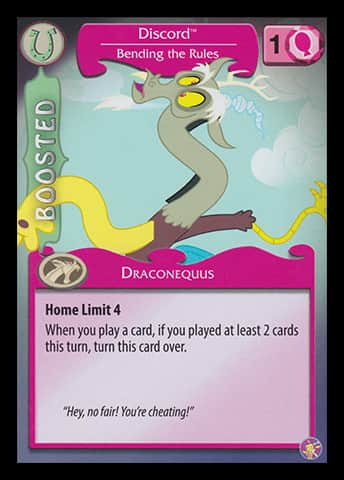 Discord™
Bending the Rules
1
BOOSTED
DRACONEQUUS
Home Limit 4
When you play a card, if you played at least 2 cards
this turn, turn this card over.
"Hey, no fair! You're cheating!"